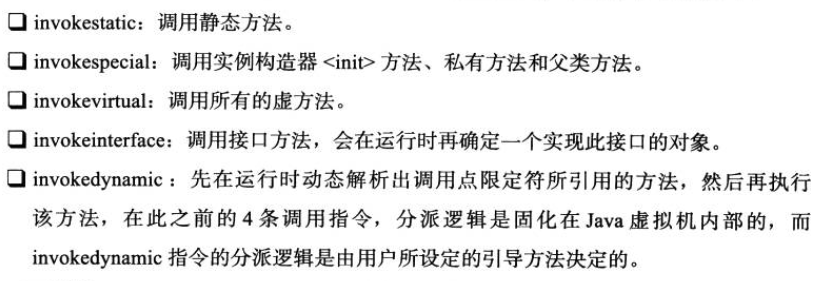 ❑ invokestatic：调用静态方法。
❑ invokespecial：调用实例构造器 <init> 方法、私有方法和父类方法。
❑ invokevirtual：调用所有的虚方法。
❑ invokeinterface：调用接口方法，会在运行时再确定一个实现此接口的对象。
❑ invokedynamic：先在运行时动态解析出调用点限定符所引用的方法，然后再执行
该方法，在此之前的 4 条调用指令，分派逻辑是固化在 Java 虚拟机内部的，而
invokedynamic 指令的分派逻辑是由用户所设定的引导方法决定的。